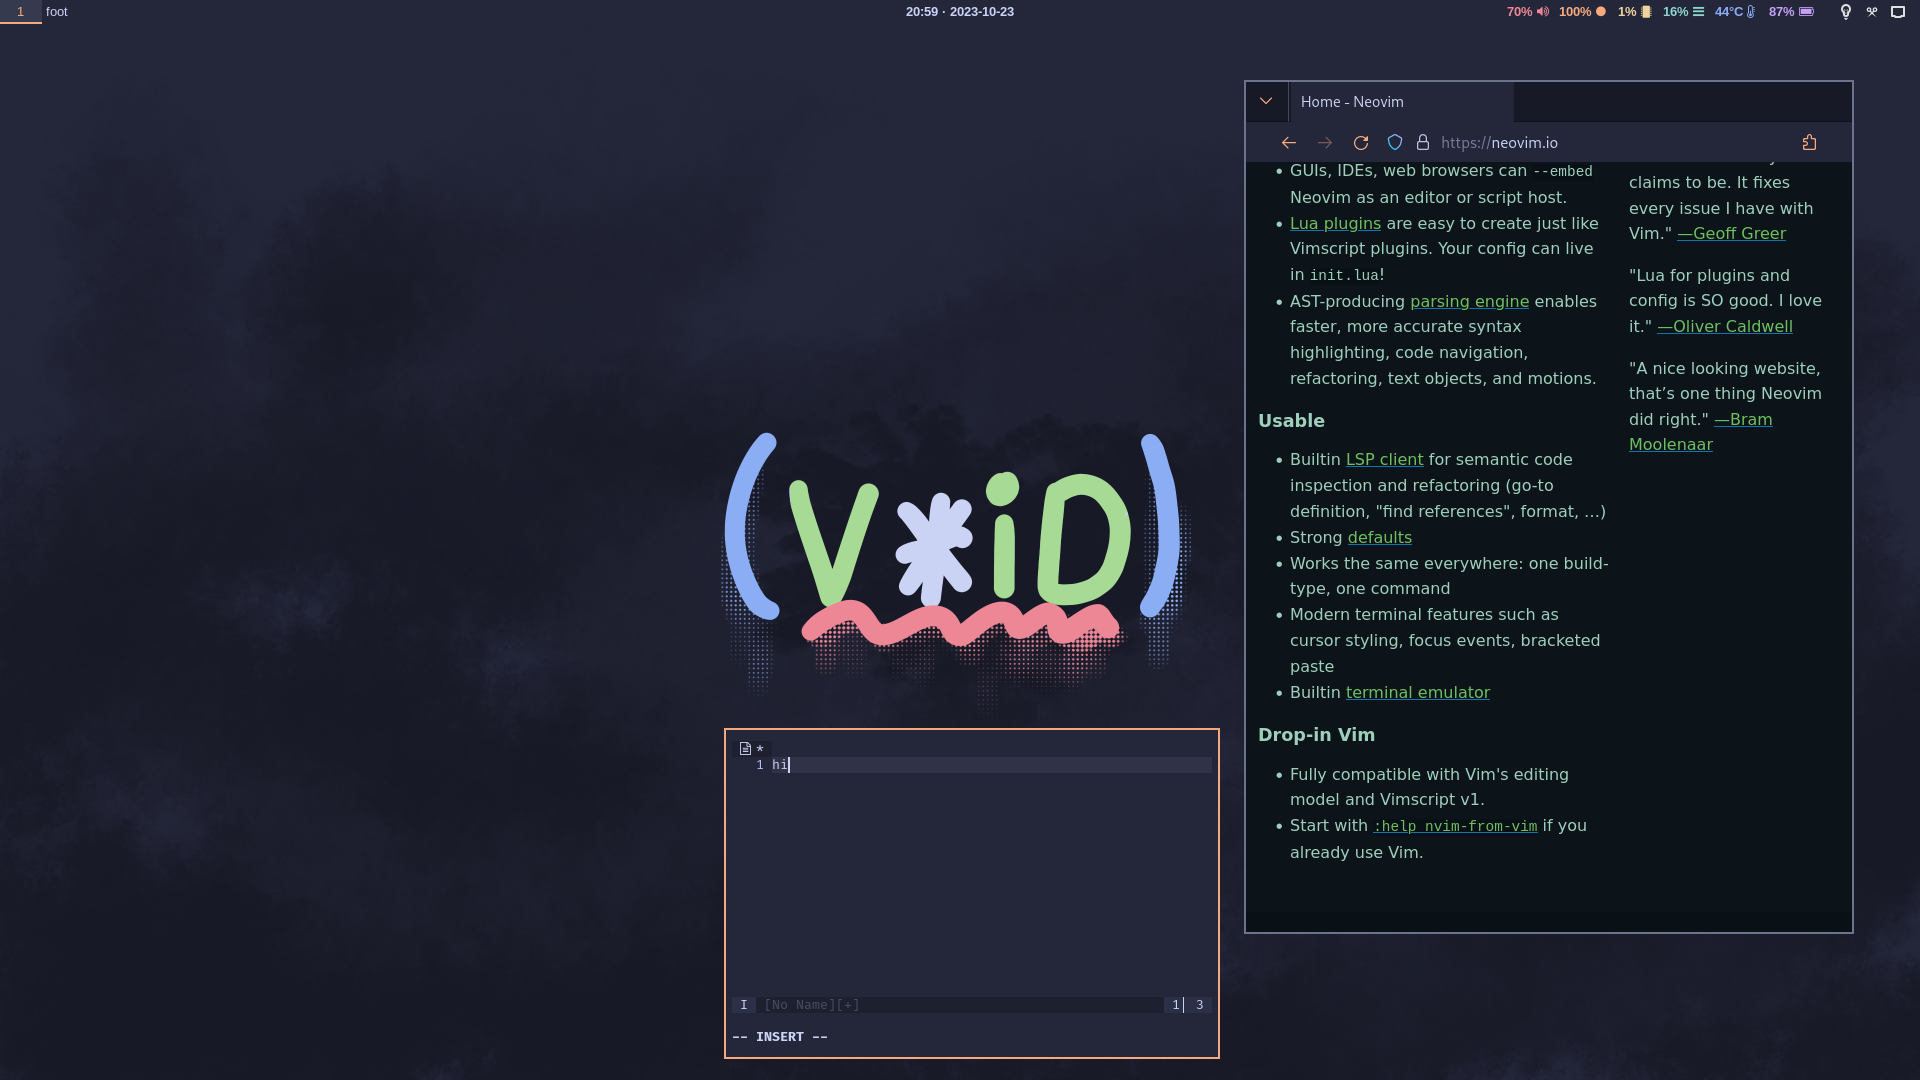 1 foot
20:59 · 2023-10-23
70% 100% 1% 16% 44°C 87%
Home - Neovim
https://neovim.io
• GUIs, IDEs, web browsers can --embed
Neovim as an editor or script host.
• Lua plugins are easy to create just like
Vimscript plugins. Your config can live
in init.lua!
• AST-producing parsing engine enables
faster, more accurate syntax
highlighting, code navigation,
refactoring, text objects, and motions.
Usable
• Builtin LSP client for semantic code
inspection and refactoring (go-to
definition, "find references", format, …)
• Strong defaults
• Works the same everywhere: one build-
type, one command
• Modern terminal features such as
cursor styling, focus events, bracketed
paste
• Builtin terminal emulator
Drop-in Vim
• Fully compatible with Vim's editing
model and Vimscript v1.
• Start with :help nvim-from-vim if you
already use Vim.
claims to be. It fixes
every issue I have with
Vim." —Geoff Greer
"Lua for plugins and
config is SO good. I love
it." —Oliver Caldwell
"A nice looking website,
that’s one thing Neovim
did right." —Bram
Moolenaar
(V*iD)
*
1 hi
I [No Name][+] 1 3
-- INSERT --